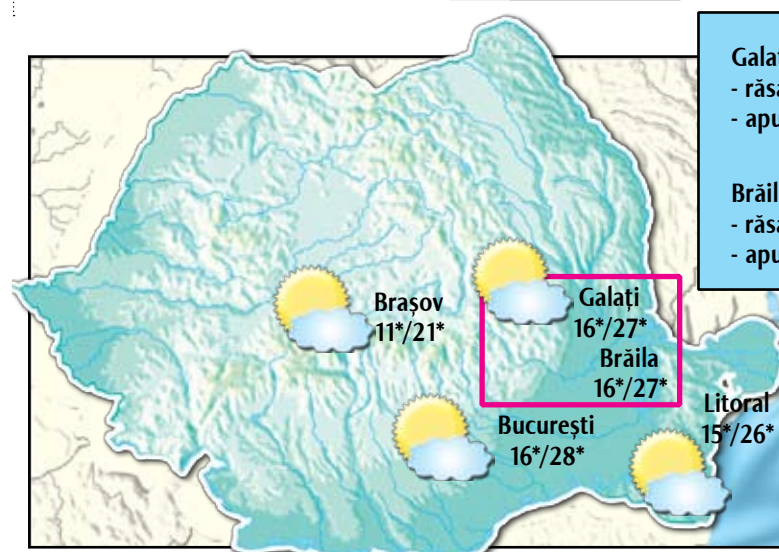 Brașov
11*/21*
Galați
16*/27*
Brăila
16*/27*
București
16*/28*
Litoral
15*/26*
-
-
-
-